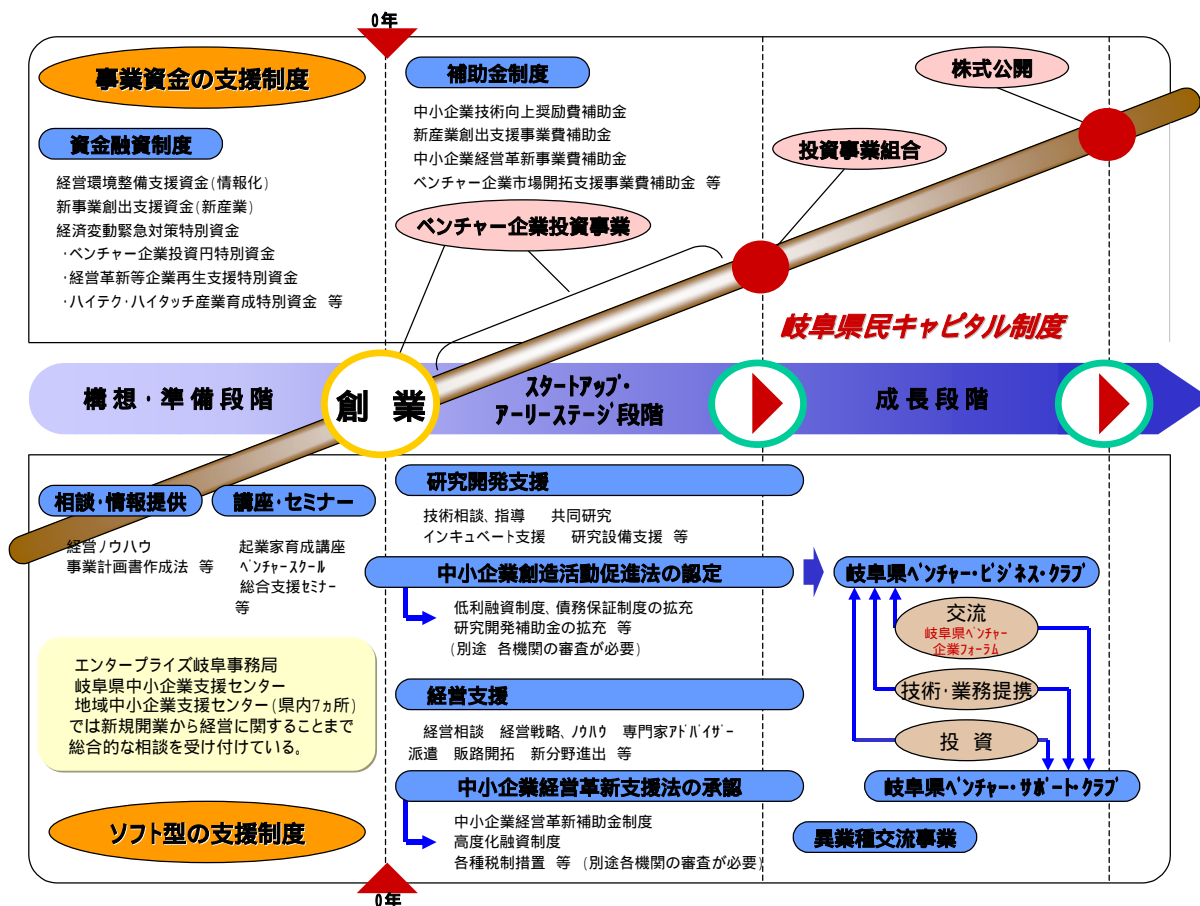 0年
事業資金の支援制度
資金融資制度
経営環境整備支援資金(情報化)
新事業創出支援資金(新産業)
経済変動緊急対策特別資金
・ベンチャー企業投資円特別資金
・経営革新等企業再生支援特別資金
・ハイテク・ハイタッチ産業育成特別資金 等
補助金制度
中小企業技術向上奨励費補助金
新産業創出支援事業費補助金
中小企業経営革新事業費補助金
ベンチャー企業市場開拓支援事業費補助金 等
ベンチャー企業投資事業
投資事業組合
株式公開
岐阜県民キャピタル制度
構想・準備段階
創 業
スタートアップ・
アーリーステージ段階
成長段階
相談・情報提供
経営ノウハウ
事業計画書作成法 等
講座・セミナー
起業家育成講座
ベンチャースクール
総合支援セミナー
等
エンタープライズ岐阜事務局
岐阜県中小企業支援センター
地域中小企業支援センター(県内7ヵ所)
では新規開業から経営に関することまで
総合的な相談を受け付けている。
ソフト型の支援制度
研究開発支援
技術相談、指導 共同研究
インキュベート支援 研究設備支援 等
中小企業創造活動促進法の認定
低利融資制度、債務保証制度の拡充
研究開発補助金の拡充 等
(別途 各機関の審査が必要)
経営支援
経営相談 経営戦略、ノウハウ 専門家アドバイザー
派遣 販路開拓 新分野進出 等
中小企業経営革新支援法の承認
中小企業経営革新補助金制度
高度化融資制度
各種税制措置 等 (別途各機関の審査が必要)
岐阜県ベンチャー・ビジネス・クラブ
交流
岐阜県ベンチャー
企業フォーラム
技術・業務提携
投 資
岐阜県ベンチャー・サポート・クラブ
異業種交流事業
0年